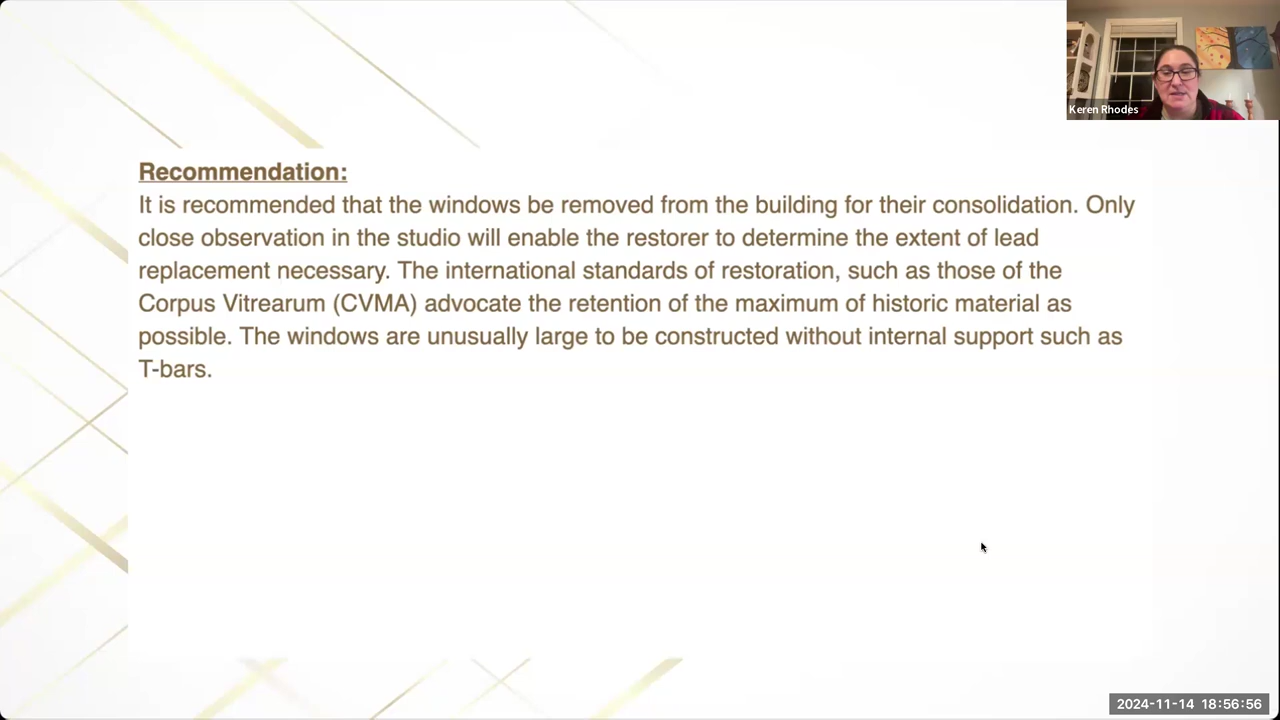 Keren Rhodes
Recommendation:
It is recommended that the windows be removed from the building for their consolidation. Only
close observation in the studio will enable the restorer to determine the extent of lead
replacement necessary. The international standards of restoration, such as those of the
Corpus Vitrearum (CVMA) advocate the retention of the maximum of historic material as
possible. The windows are unusually large to be constructed without internal support such as
T-bars.
2024-11-14 18:56:56